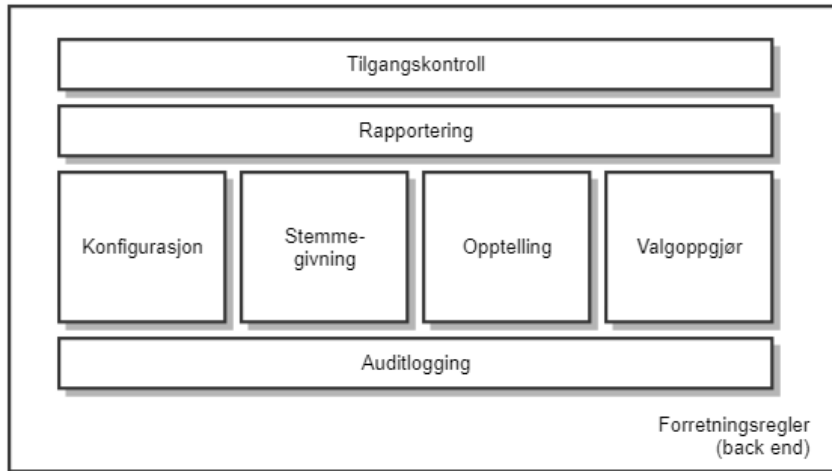 Tilgangskontroll
Rapportering
Konfigurasjon
Stemme-
givning
Opptelling
Valgoppgjør
Auditlogging
Forretningsregler
(back end)